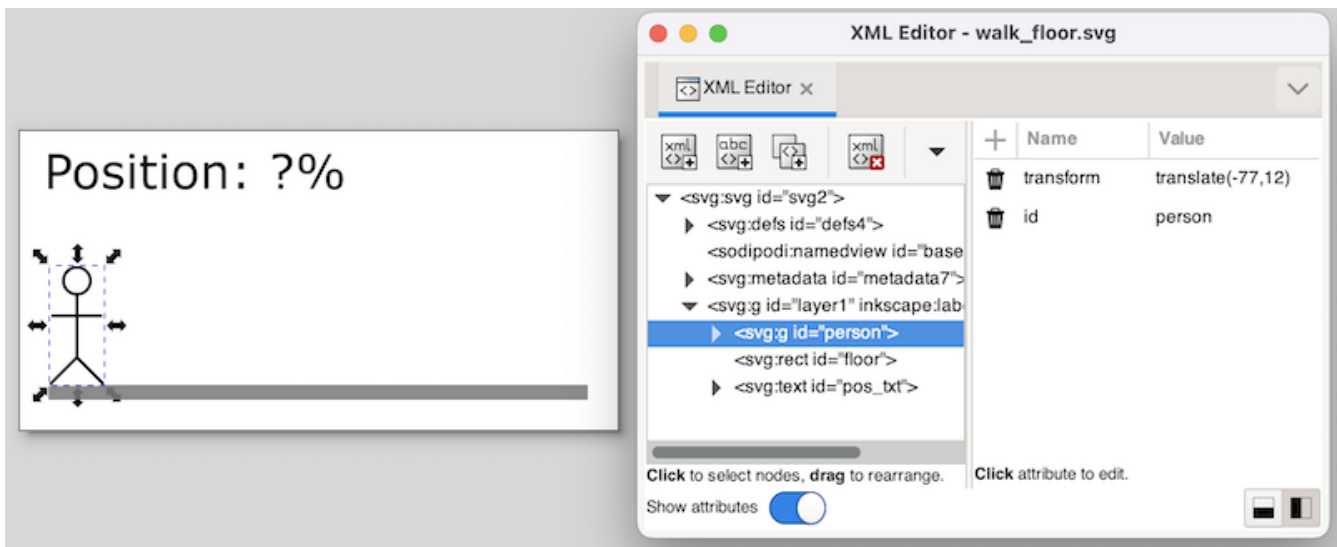 Position: ?%
XML Editor - walk_floor.svg
XML Editor
xml
abc
xml
Name Value
transform translate(-77,12)
id person
<svg:svg id="svg2">
<svg:defs id="defs4">
<sodipodi:namedview id="base
<svg:metadata id="metadata7">
<svg:g id="layer1" inkscape:lab
<svg:g id="person">
<svg:rect id="floor">
<svg:text id="pos_txt">
Click to select nodes, drag to rearrange.
Click attribute to edit.
Show attributes